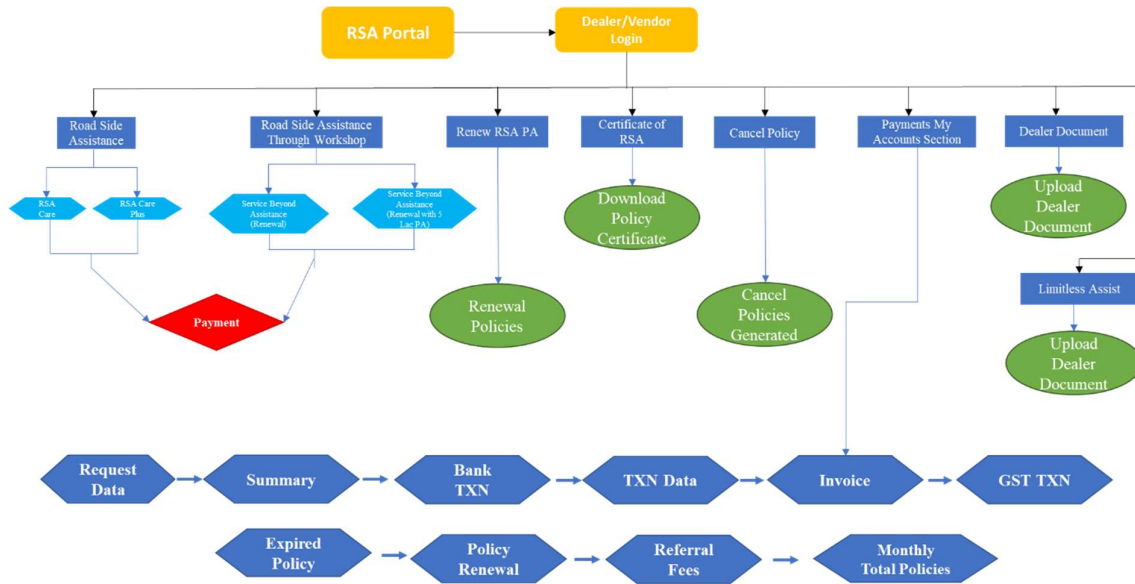 RSA Portal
Dealer/Vendor
Login
Road Side
Assistance
Road Side Assistance
Through Workshop
Renew RSA PA
Certificate of
RSA
Cancel Policy
Payments My
Accounts Section
Dealer Document
RSA
Care
RSA Care
Plus
Service Beyond
Assistance
(Renewal)
Service Beyond
Assistance
(Renewal with 5
Lac PA)
Download
Policy
Certificate
Upload
Dealer
Document
Limitless Assist
Payment
Renewal
Policies
Cancel
Policies
Generated
Upload
Dealer
Document
Request
Data
Summary
Bank
TXN
TXN Data
Invoice
GST TXN
Expired
Policy
Policy
Renewal
Referral
Fees
Monthly
Total Policies